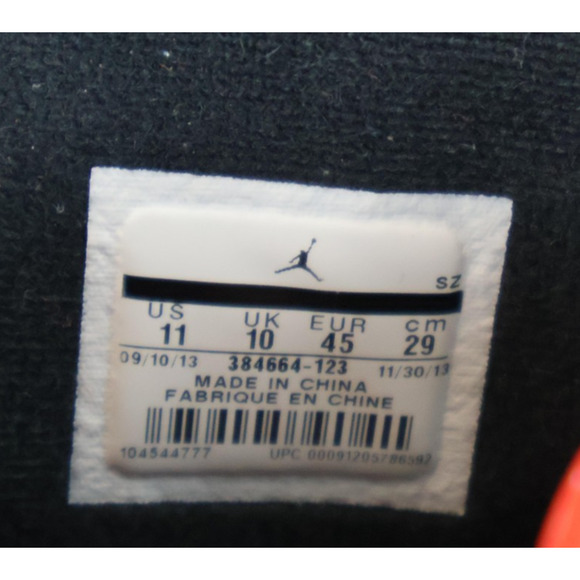 SZ
US UK EUR cm
11 10 45 29
09/10/13 384664-123 11/30/13
MADE IN CHINA
FABRIQUE EN CHINE
104544777 UPC 00091205786592